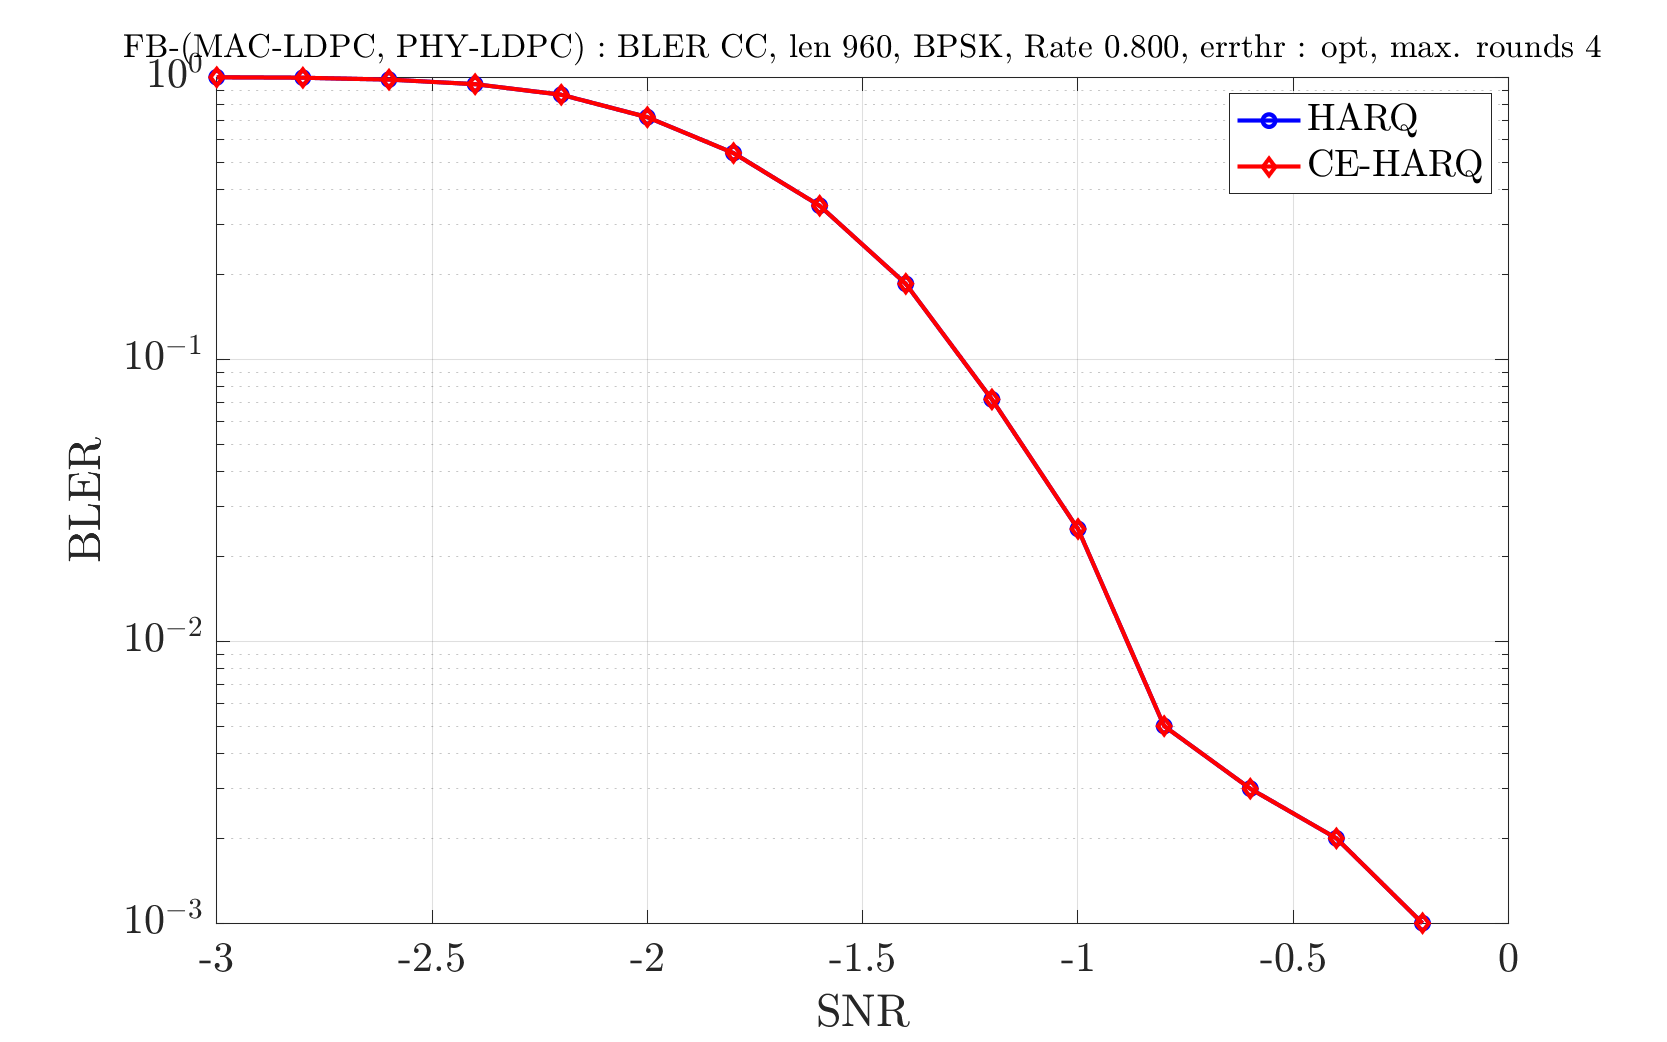 FB-(MAC-LDPC, PHY-LDPC) : BLER CC, len 960, BPSK, Rate 0.800, errthr : opt, max. rounds 4
10^0
HARQ
CE-HARQ
10^-1
BLER
10^-2
10^-3
-3 -2.5 -2 -1.5 -1 -0.5 0
SNR